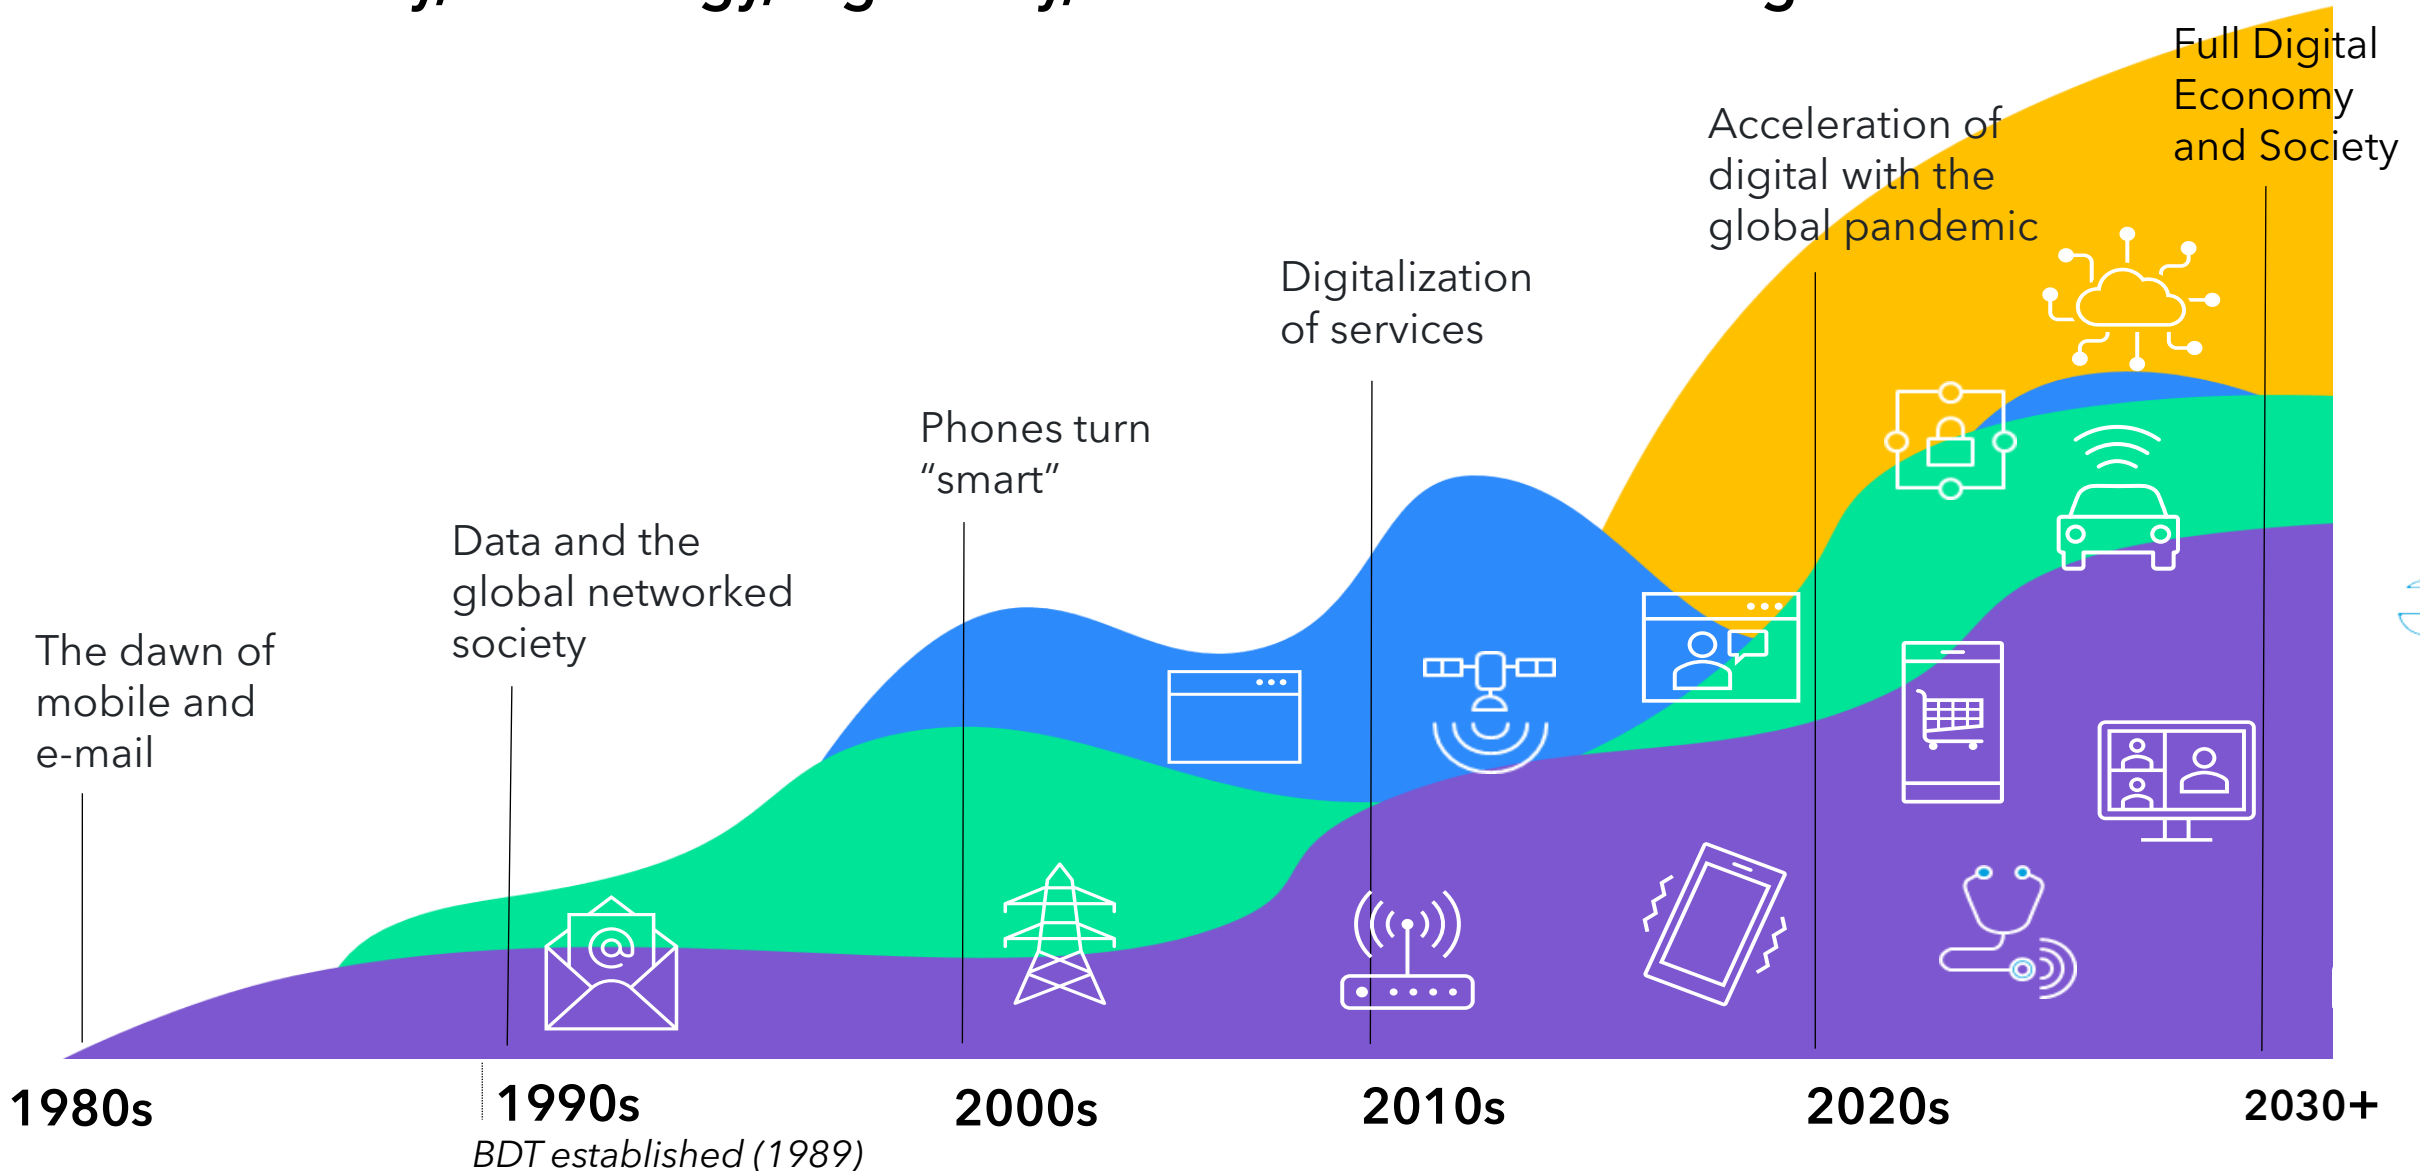 The dawn of
mobile and
e-mail
Data and the
global networked
society
Phones turn
“smart”
Digitalization
of services
Acceleration of
digital with the
global pandemic
Full Digital
Economy
and Society
@
1980s
1990s
2000s
2010s
2020s
2030+
BDT established (1989)